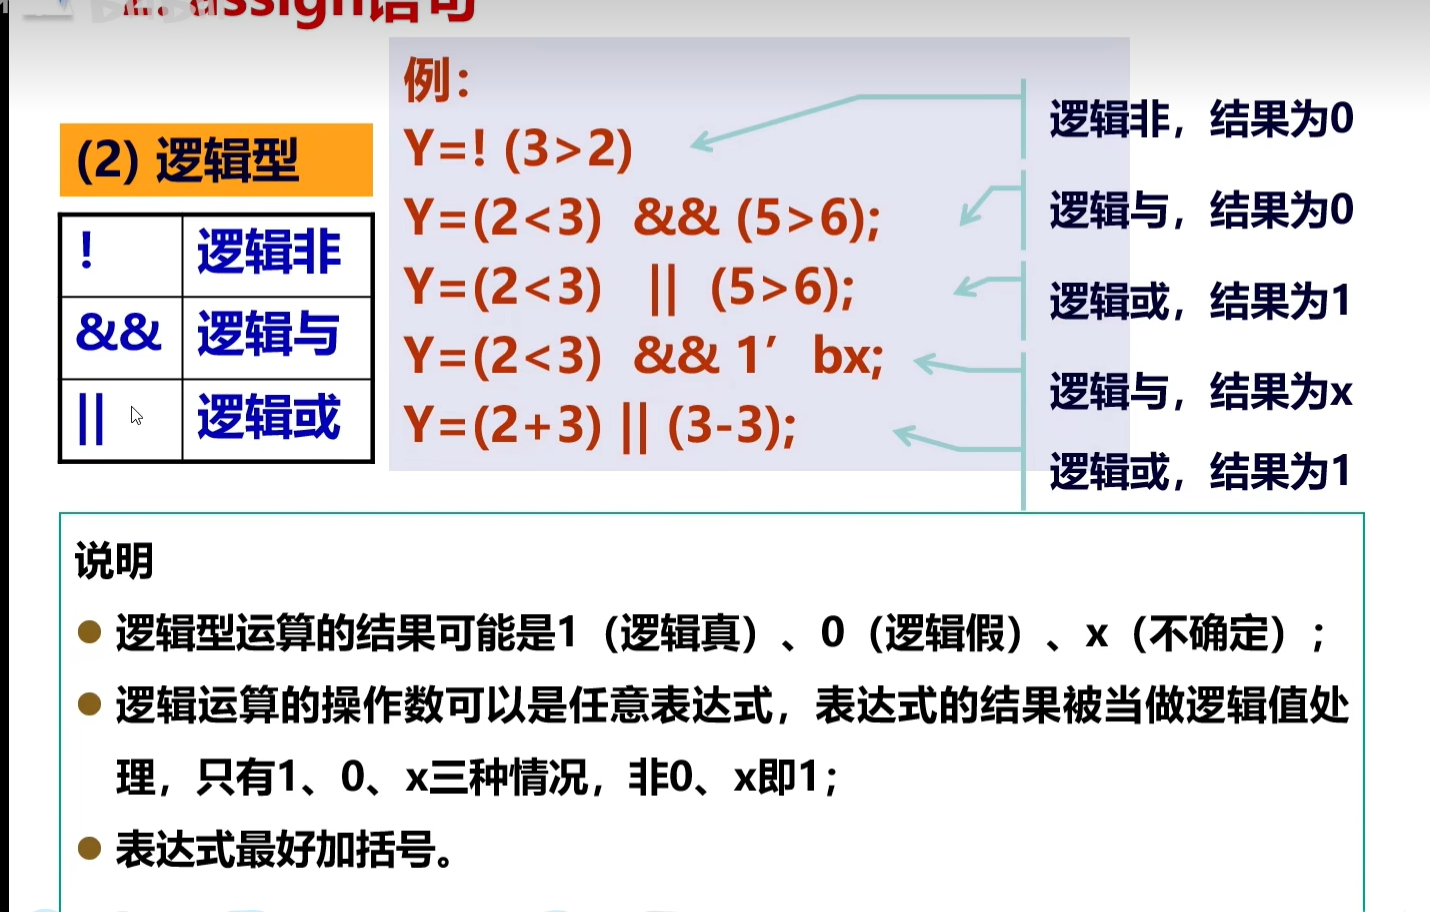 assign语句
(2) 逻辑型
! 逻辑非
&& 逻辑与
|| 逻辑或
例：
Y=! (3>2)
Y=(2<3) && (5>6);
Y=(2<3) || (5>6);
Y=(2<3) && 1’ bx;
Y=(2+3) || (3-3);
逻辑非，结果为0
逻辑与，结果为0
逻辑或，结果为1
逻辑与，结果为x
逻辑或，结果为1
说明
逻辑型运算的结果可能是1（逻辑真）、0（逻辑假）、x（不确定）；
逻辑运算的操作数可以是任意表达式，表达式的结果被当做逻辑值处
理，只有1、0、x三种情况，非0、x即1；
表达式最好加括号。